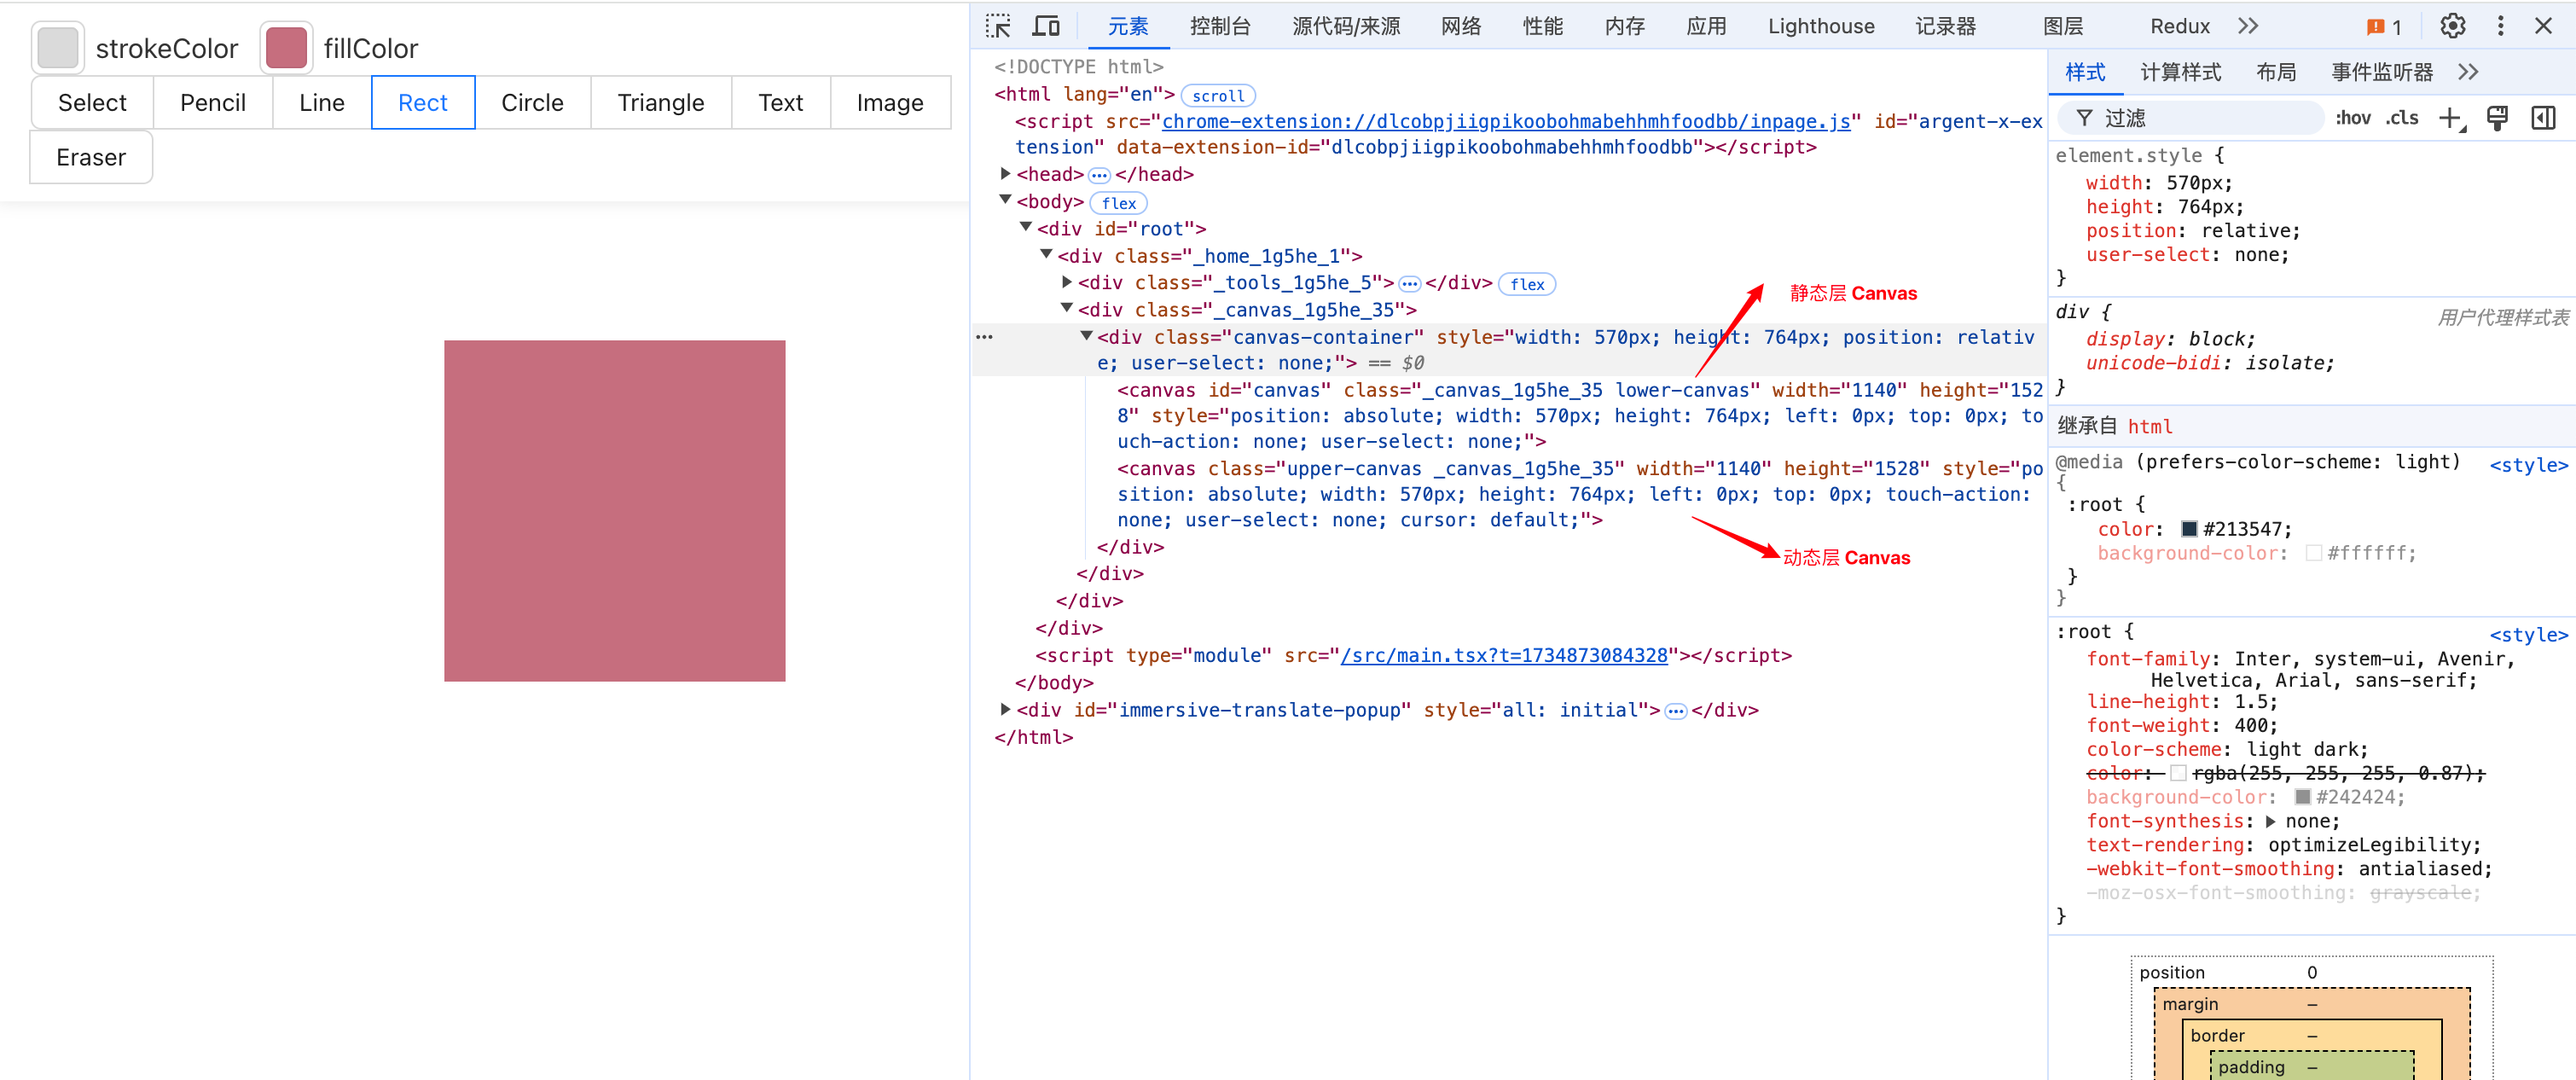 strokeColor fillColor
Select Pencil Line Rect Circle Triangle Text Image
Eraser
元素 控制台 源代码/来源 网络 性能 内存 应用 Lighthouse 记录器 图层 Redux 1
<!DOCTYPE html>
<html lang="en"> scroll
<script src="chrome-extension://dlcobpjiigpikoobohmabehhmhfoodbb/inpage.js" id="argent-x-ex
tension" data-extension-id="dlcobpjiigpikoobohmabehhmhfoodbb"></script>
<head> ••• </head>
<body> flex
<div id="root">
<div class="_home_1g5he_1">
<div class="_tools_1g5he_5"> ••• </div> flex
<div class="_canvas_1g5he_35">
静态层 Canvas
••• <div class="canvas-container" style="width: 570px; height: 764px; position: relativ
e; user-select: none;"> == $0
<canvas id="canvas" class="_canvas_1g5he_35 lower-canvas" width="1140" height="152
8" style="position: absolute; width: 570px; height: 764px; left: 0px; top: 0px; to
uch-action: none; user-select: none;">
<canvas class="upper-canvas _canvas_1g5he_35" width="1140" height="1528" style="po
sition: absolute; width: 570px; height: 764px; left: 0px; top: 0px; touch-action:
none; user-select: none; cursor: default;">
动态层 Canvas
</div>
</div>
</div>
</div>
<script type="module" src="/src/main.tsx?t=1734873084328"></script>
</body>
<div id="immersive-translate-popup" style="all: initial"> ••• </div>
</html>
样式 计算样式 布局 事件监听器
过滤 :hov .cls
element.style {
width: 570px;
height: 764px;
position: relative;
user-select: none;
}
div { 用户代理样式表
display: block;
unicode-bidi: isolate;
}
继承自 html
@media (prefers-color-scheme: light) <style>
{
:root {
color: #213547;
background-color: #ffffff;
}
}
:root { <style>
font-family: Inter, system-ui, Avenir,
Helvetica, Arial, sans-serif;
line-height: 1.5;
font-weight: 400;
color-scheme: light dark;
color: rgba(255, 255, 255, 0.87);
background-color: #242424;
font-synthesis: none;
text-rendering: optimizeLegibility;
-webkit-font-smoothing: antialiased;
-moz-osx-font-smoothing: grayscale;
}
position 0
margin –
border –
padding –